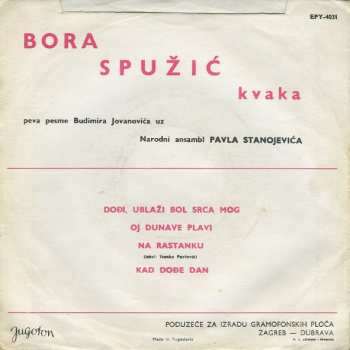 EPY-4031
BORA
SPUŽIĆ
kvaka
peva pesme Budimira Jovanovića uz
Narodni ansambl PAVLA STANOJEVIĆA
DOĐI, UBLAŽI BOL SRCA MOG
OJ DUNAVE PLAVI
NA RASTANKU
KAD DOĐE DAN
Jugoton
Made in Yugoslavia
PODUZEĆE ZA IZRADU GRAMOFONSKIH PLOČA
ZAGREB — DUBRAVA